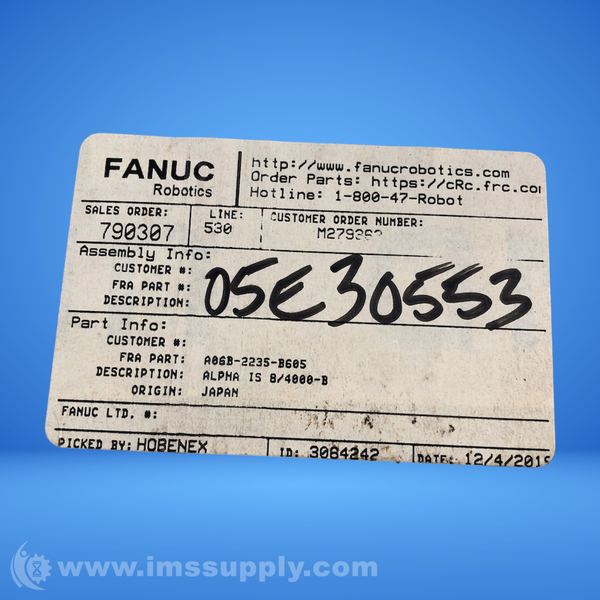 FANUC
Robotics
http://www.fanucrobotics.com
Order Parts: https://cRc.frc.co
Hotline: 1-800-47-Robot
SALES ORDER:
790307
LINE:
530
CUSTOMER ORDER NUMBER:
Assembly Info:
CUSTOMER #:
FRA PART #:
DESCRIPTION:
05E30553
Part Info:
CUSTOMER #:
FRA PART: A06B-2235-B605
DESCRIPTION: ALPHA IS 8/4000-B
ORIGIN: JAPAN
FANUC LTD. #:
PICKED BY: HOBENEX
ID: 3084242
DATE: 12/4/2019
www.imssupply.com